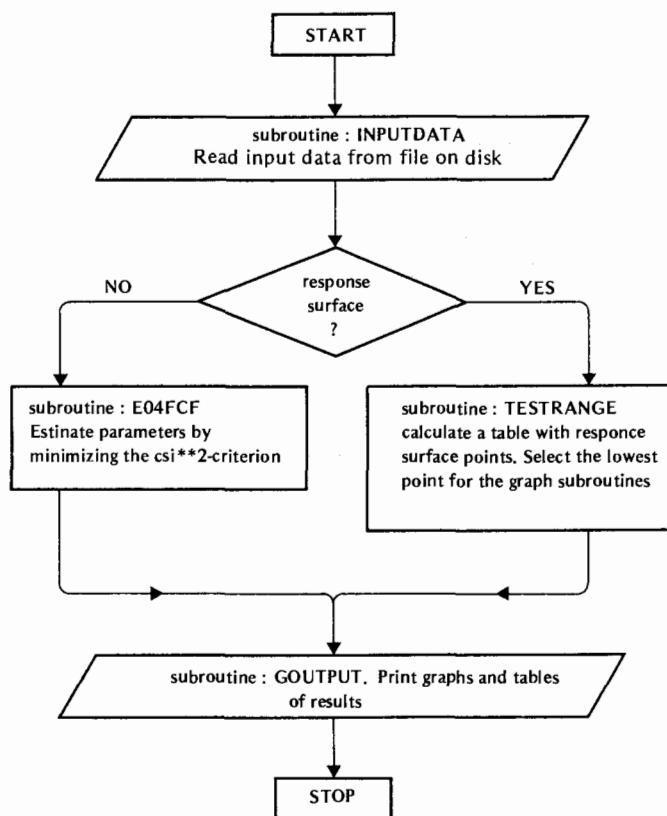 START
subroutine : INPUTDATA
Read input data from file on disk
response
surface
?
NO
YES
subroutine : E04FCF
Estinate parameters by
minimizing the csi**2-criterion
subroutine : TESTRANGE
calculate a table with responce
surface points. Select the lowest
point for the graph subroutines
subroutine : GOUTPUT. Print graphs and tables
of results
STOP